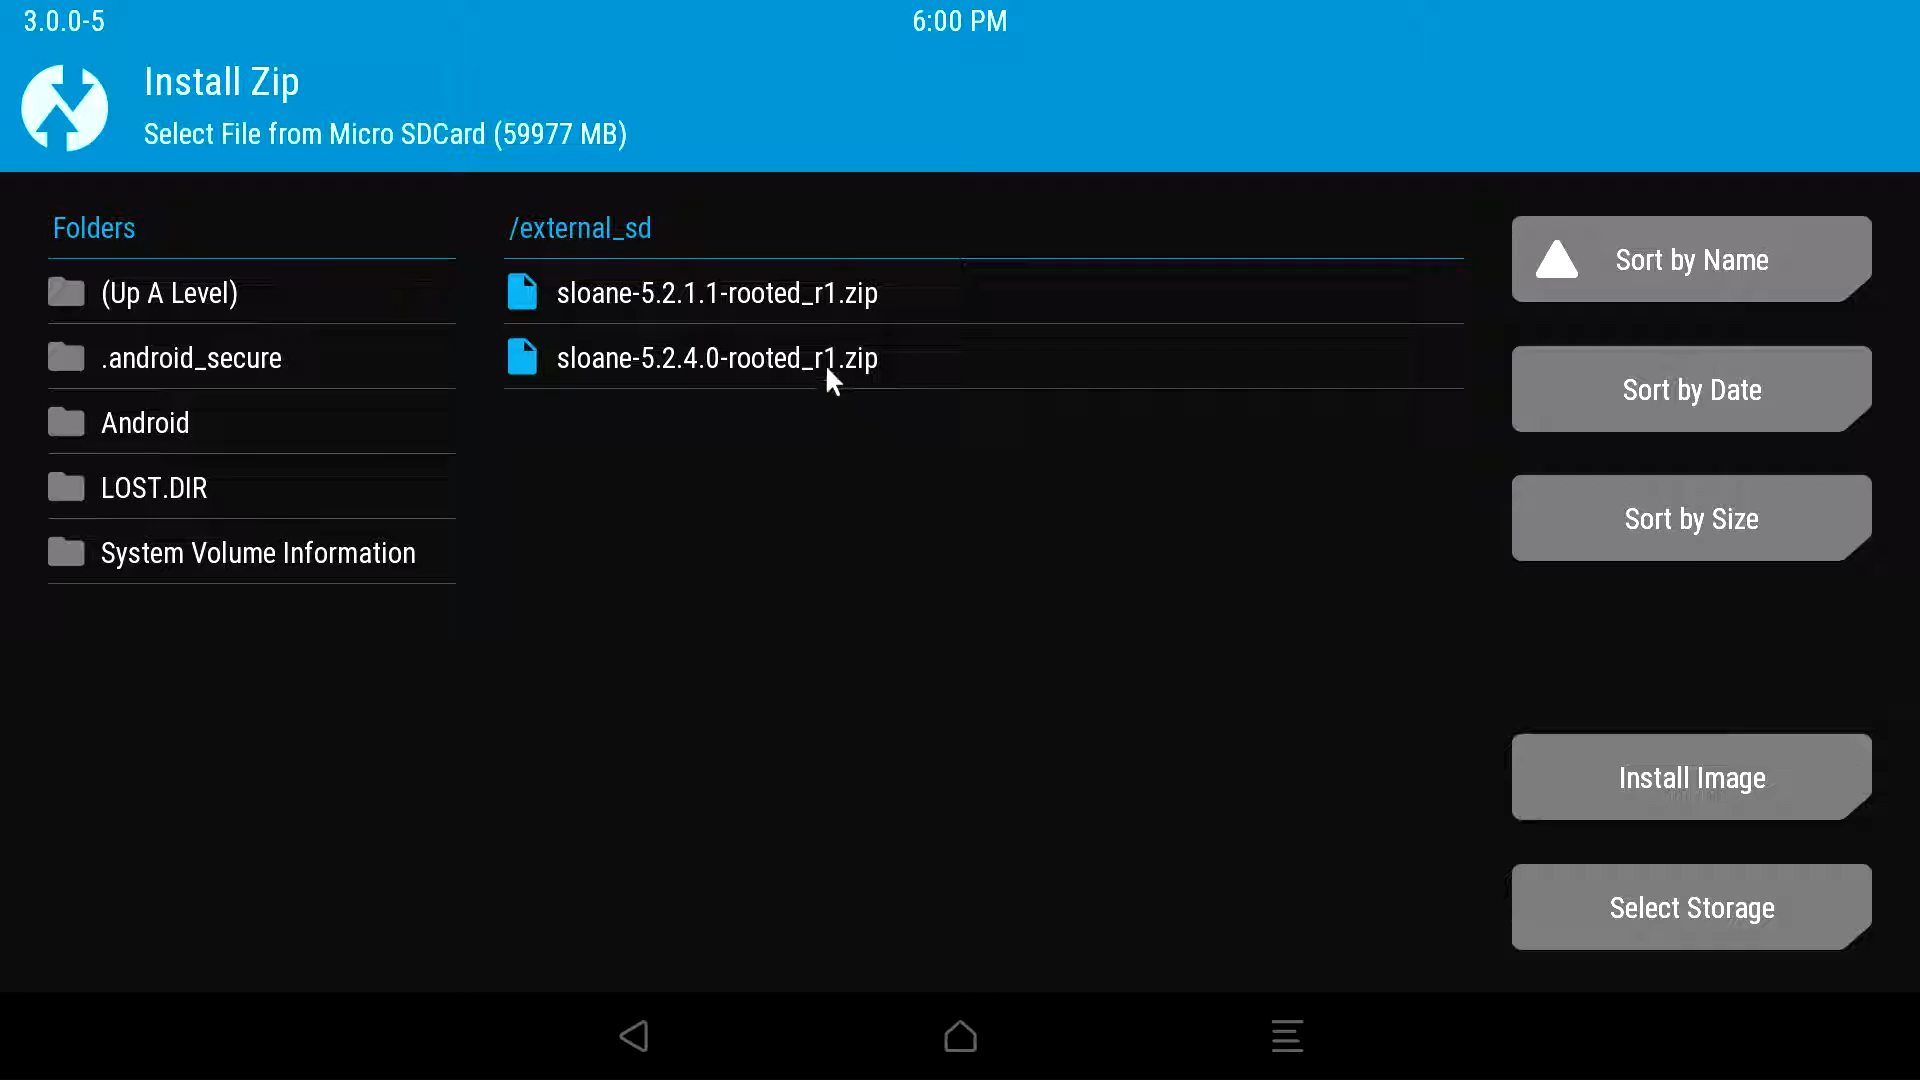 3.0.0-5
6:00 PM
Install Zip
Select File from Micro SDCard (59977 MB)
Folders
(Up A Level)
.android_secure
Android
LOST.DIR
System Volume Information
/external_sd
sloane-5.2.1.1-rooted_r1.zip
sloane-5.2.4.0-rooted_r1.zip
Sort by Name
Sort by Date
Sort by Size
Install Image
Select Storage